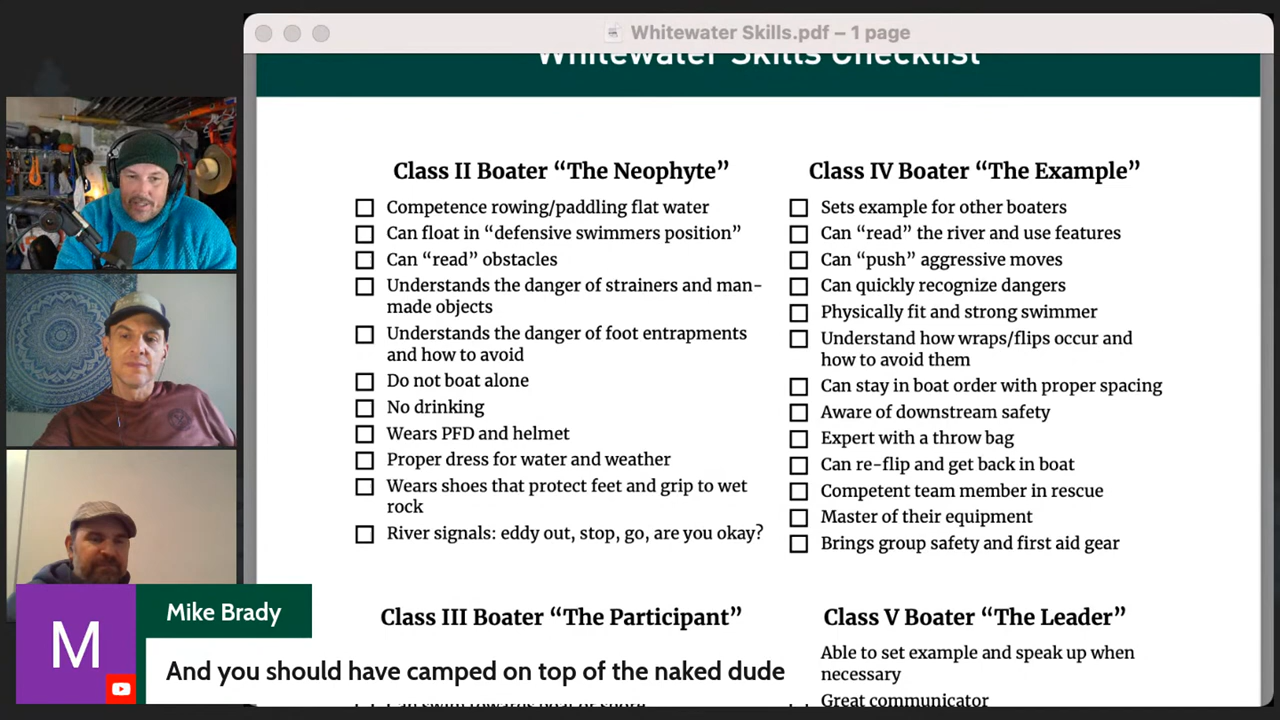 Whitewater Skills.pdf – 1 page
Whitewater Skills Checklist
Class II Boater “The Neophyte”
Competence rowing/paddling flat water
Can float in “defensive swimmers position”
Can “read” obstacles
Understands the danger of strainers and man-
made objects
Understands the danger of foot entrapments
and how to avoid
Do not boat alone
No drinking
Wears PFD and helmet
Proper dress for water and weather
Wears shoes that protect feet and grip to wet
rock
River signals: eddy out, stop, go, are you okay?
Class IV Boater “The Example”
Sets example for other boaters
Can “read” the river and use features
Can “push” aggressive moves
Can quickly recognize dangers
Physically fit and strong swimmer
Understand how wraps/flips occur and
how to avoid them
Can stay in boat order with proper spacing
Aware of downstream safety
Expert with a throw bag
Can re-flip and get back in boat
Competent team member in rescue
Master of their equipment
Brings group safety and first aid gear
Class III Boater “The Participant”
Can swim towards boat or shore
Class V Boater “The Leader”
Able to set example and speak up when
necessary
Great communicator
M
Mike Brady
And you should have camped on top of the naked dude